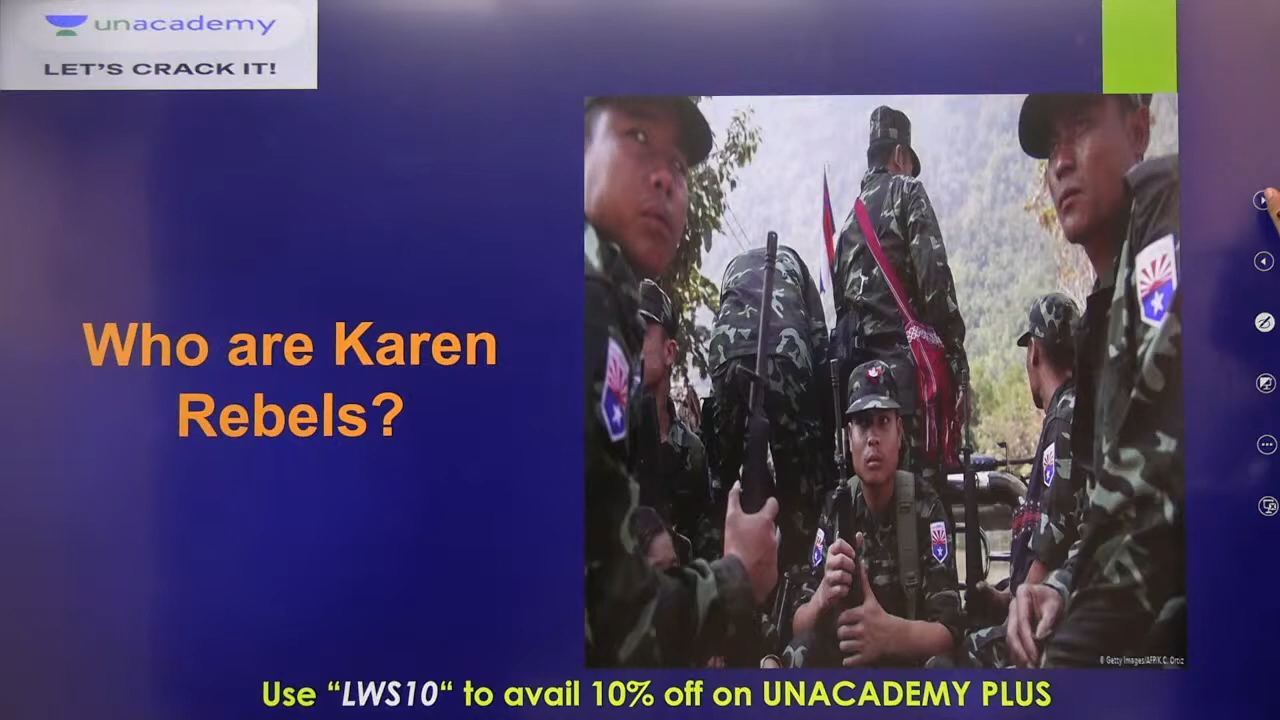 unacademy
LET'S CRACK IT!
Who are Karen
Rebels?
© Getty Images/AFP/K.C. Ortiz
Use “LWS10“ to avail 10% off on UNACADEMY PLUS